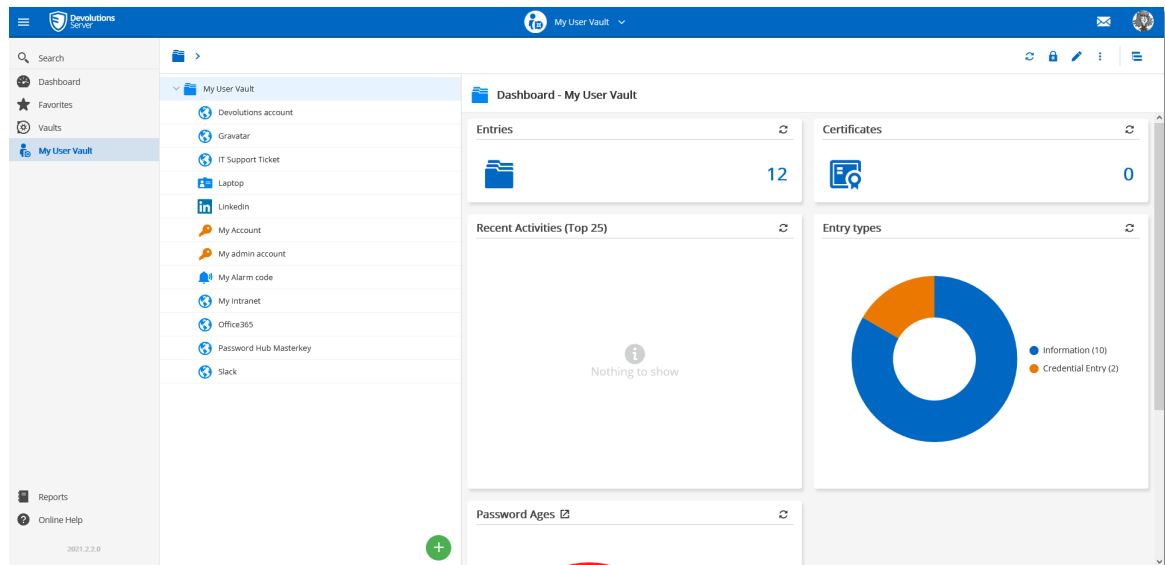 Devolutions
Server
My User Vault
Search
Dashboard
Favorites
Vaults
My User Vault
Reports
Online Help
2021.2.2.0
My User Vault
Devolutions account
Gravatar
IT Support Ticket
Laptop
Linkedin
My Account
My admin account
My Alarm code
My Intranet
Office365
Password Hub Masterkey
Slack
Dashboard - My User Vault
Entries
12
Certificates
0
Recent Activities (Top 25)
Nothing to show
Entry types
Information (10)
Credential Entry (2)
Password Ages